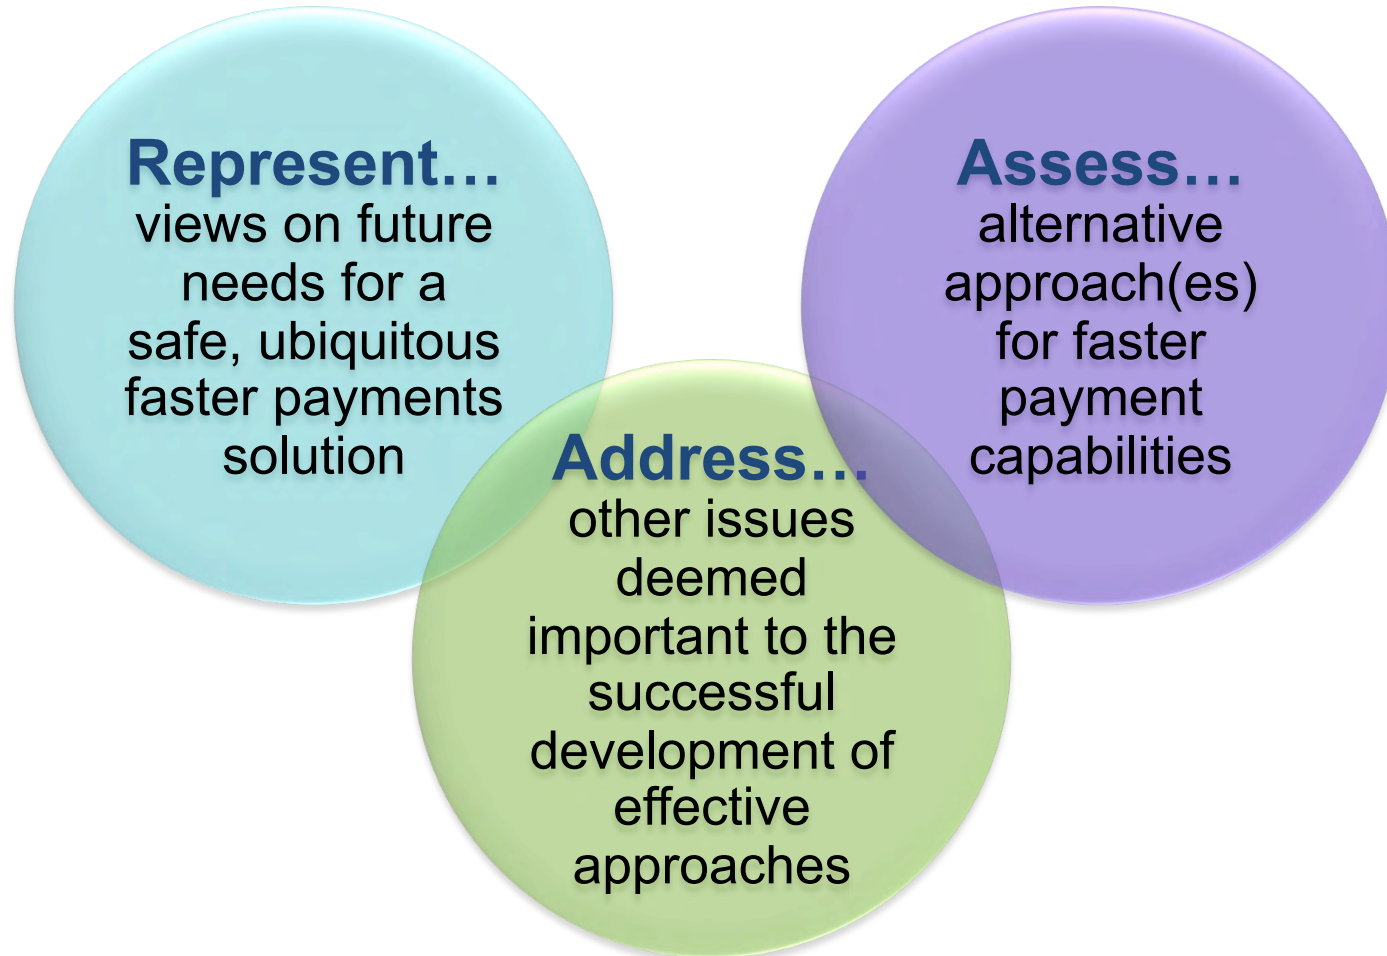 Represent…
views on future
needs for a
safe, ubiquitous
faster payments
solution
Assess…
alternative
approach(es)
for faster
payment
capabilities
Address…
other issues
deemed
important to the
successful
development of
effective
approaches